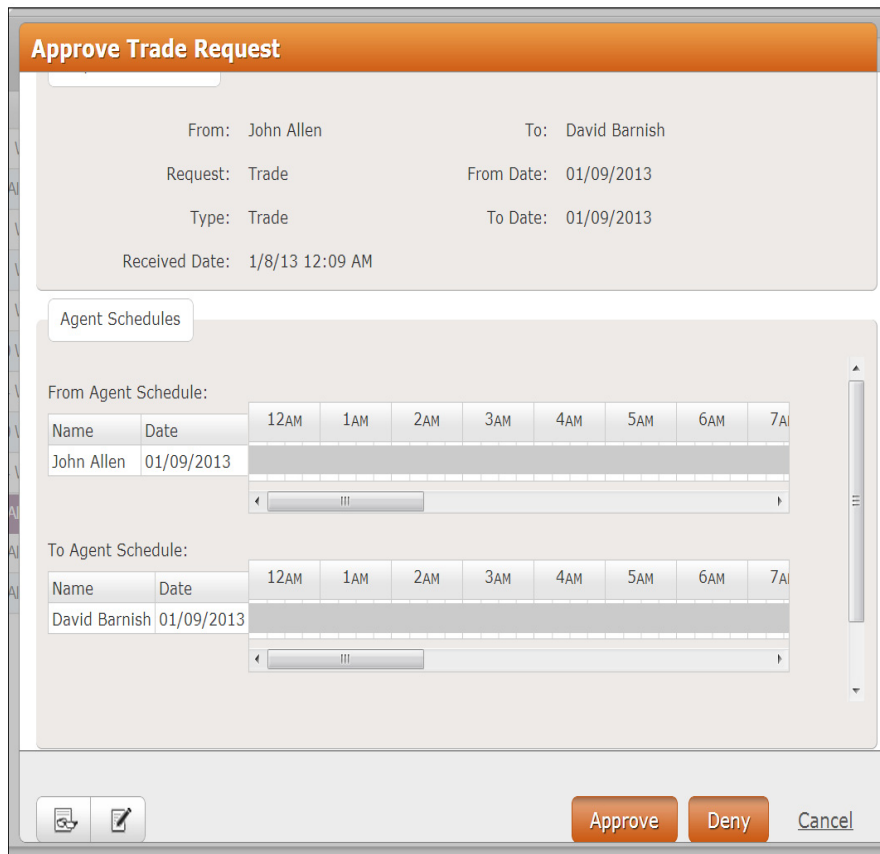 Approve Trade Request
From: John Allen To: David Barnish
Request: Trade From Date: 01/09/2013
Type: Trade To Date: 01/09/2013
Received Date: 1/8/13 12:09 AM
Agent Schedules
From Agent Schedule:
Name Date 12AM 1AM 2AM 3AM 4AM 5AM 6AM 7A
John Allen 01/09/2013
To Agent Schedule:
Name Date 12AM 1AM 2AM 3AM 4AM 5AM 6AM 7A
David Barnish 01/09/2013
Approve Deny Cancel